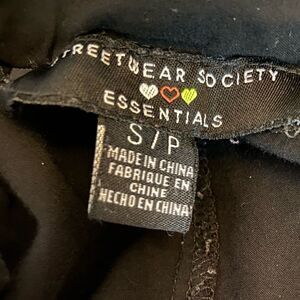 STREETWEAR SOCIETY
ESSENTIALS
S/P
MADE IN CHINA
FABRIQUE EN
CHINE
HECHO EN CHINA